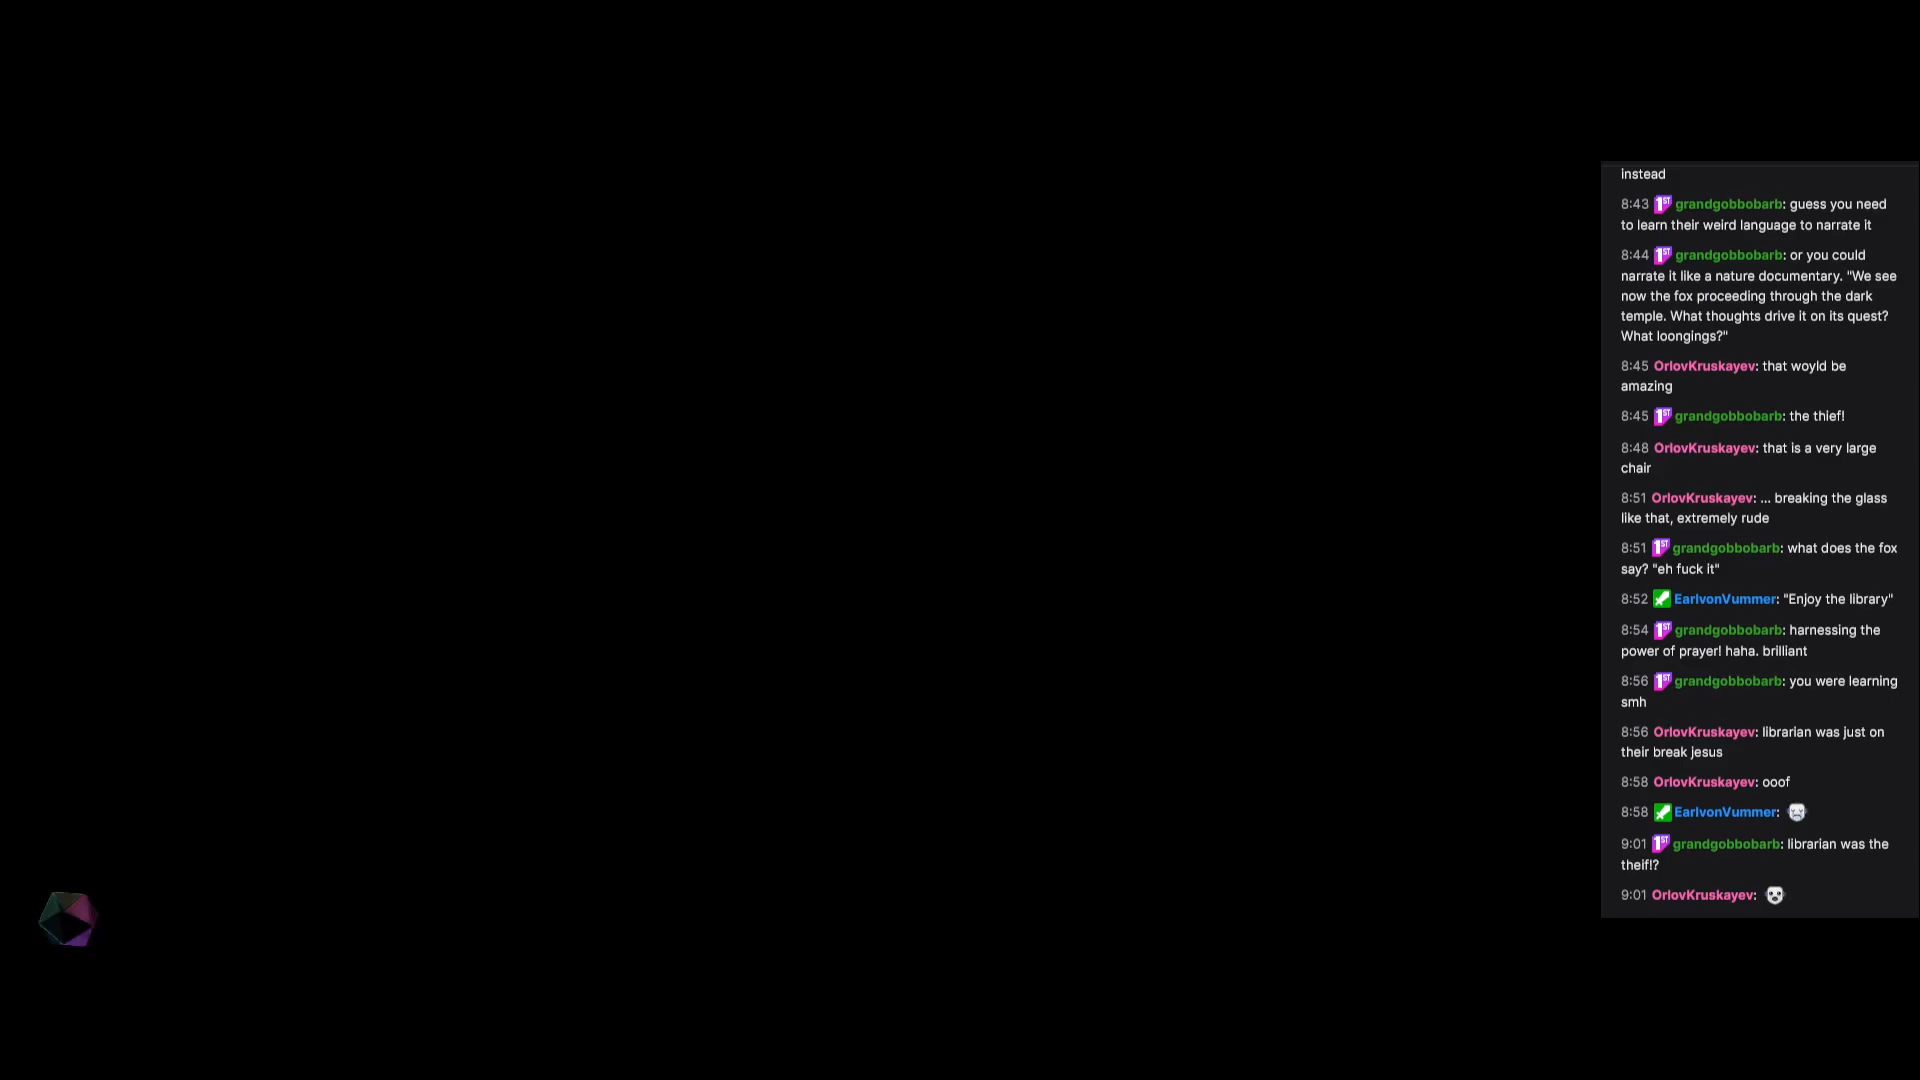 instead
8:43 1ST grandgobbobarb: guess you need
to learn their weird language to narrate it
8:44 1ST grandgobbobarb: or you could
narrate it like a nature documentary. "We see
now the fox proceeding through the dark
temple. What thoughts drive it on its quest?
What loongings?"
8:45 OrlovKruskayev: that woyld be
amazing
8:45 1ST grandgobbobarb: the thief!
8:48 OrlovKruskayev: that is a very large
chair
8:51 OrlovKruskayev: ... breaking the glass
like that, extremely rude
8:51 1ST grandgobbobarb: what does the fox
say? "eh fuck it"
8:52 EarlvonVummer: "Enjoy the library"
8:54 1ST grandgobbobarb: harnessing the
power of prayer! haha. brilliant
8:56 1ST grandgobbobarb: you were learning
smh
8:56 OrlovKruskayev: librarian was just on
their break jesus
8:58 OrlovKruskayev: ooof
8:58 EarlvonVummer:
9:01 1ST grandgobbobarb: librarian was the
theif!?
9:01 OrlovKruskayev: